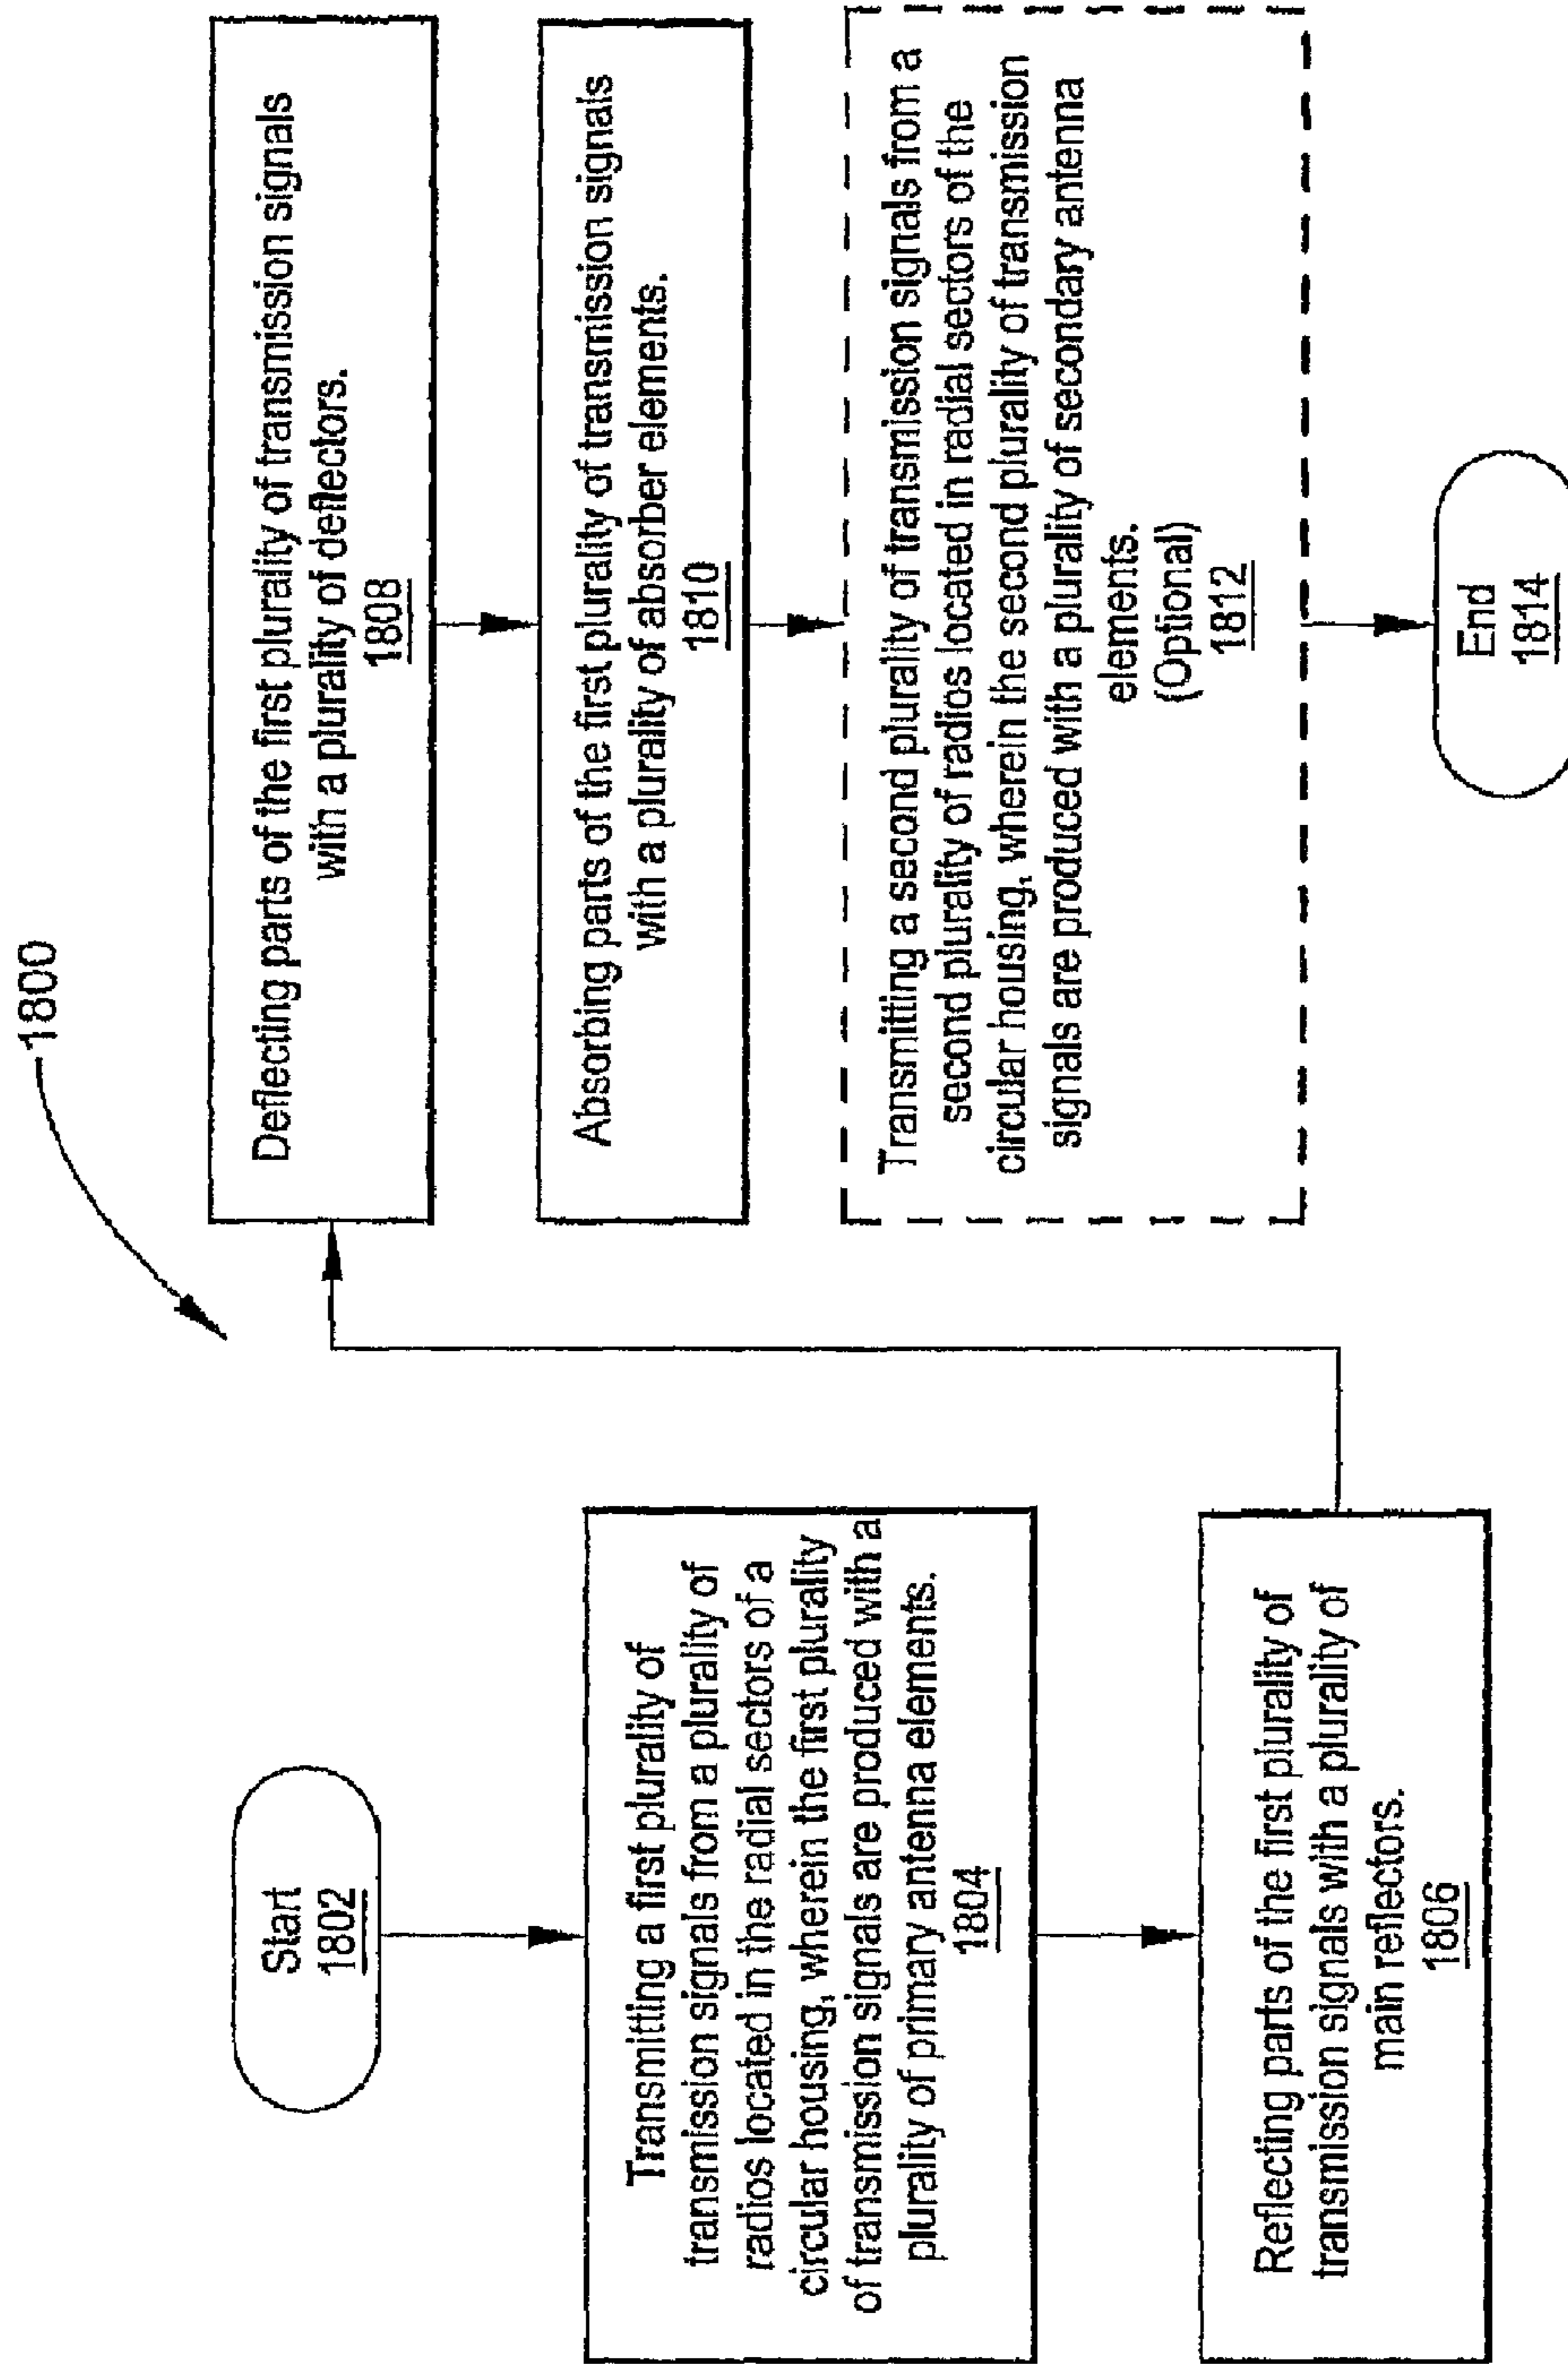 1800
Start
1802
Transmitting a first plurality of
transmission signals from a plurality of
radios located in the radial sectors of a
circular housing, wherein the first plurality
of transmission signals are produced with a
plurality of primary antenna elements.
1804
Reflecting parts of the first plurality of
transmission signals with a plurality of
main reflectors.
1806
Deflecting parts of the first plurality of transmission signals
with a plurality of deflectors.
1808
Absorbing parts of the first plurality of transmission signals
with a plurality of absorber elements.
1810
Transmitting a second plurality of transmission signals from a
second plurality of radios located in radial sectors of the
circular housing, wherein the second plurality of transmission
signals are produced with a plurality of secondary antenna
elements.
(Optional)
1812
End
1814